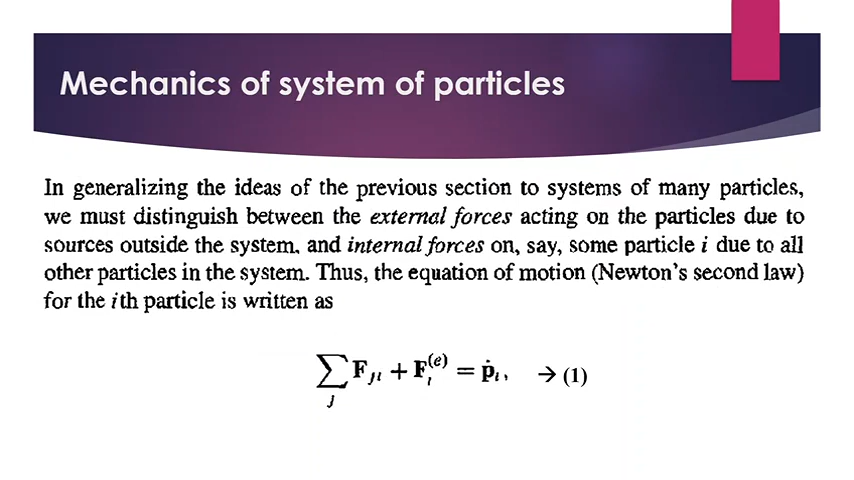 Mechanics of system of particles
In generalizing the ideas of the previous section to systems of many particles,
we must distinguish between the external forces acting on the particles due to
sources outside the system, and internal forces on, say, some particle i due to all
other particles in the system. Thus, the equation of motion (Newton's second law)
for the ith particle is written as
∑_j F_ji + F_i^(e) = ṗ_i, → (1)